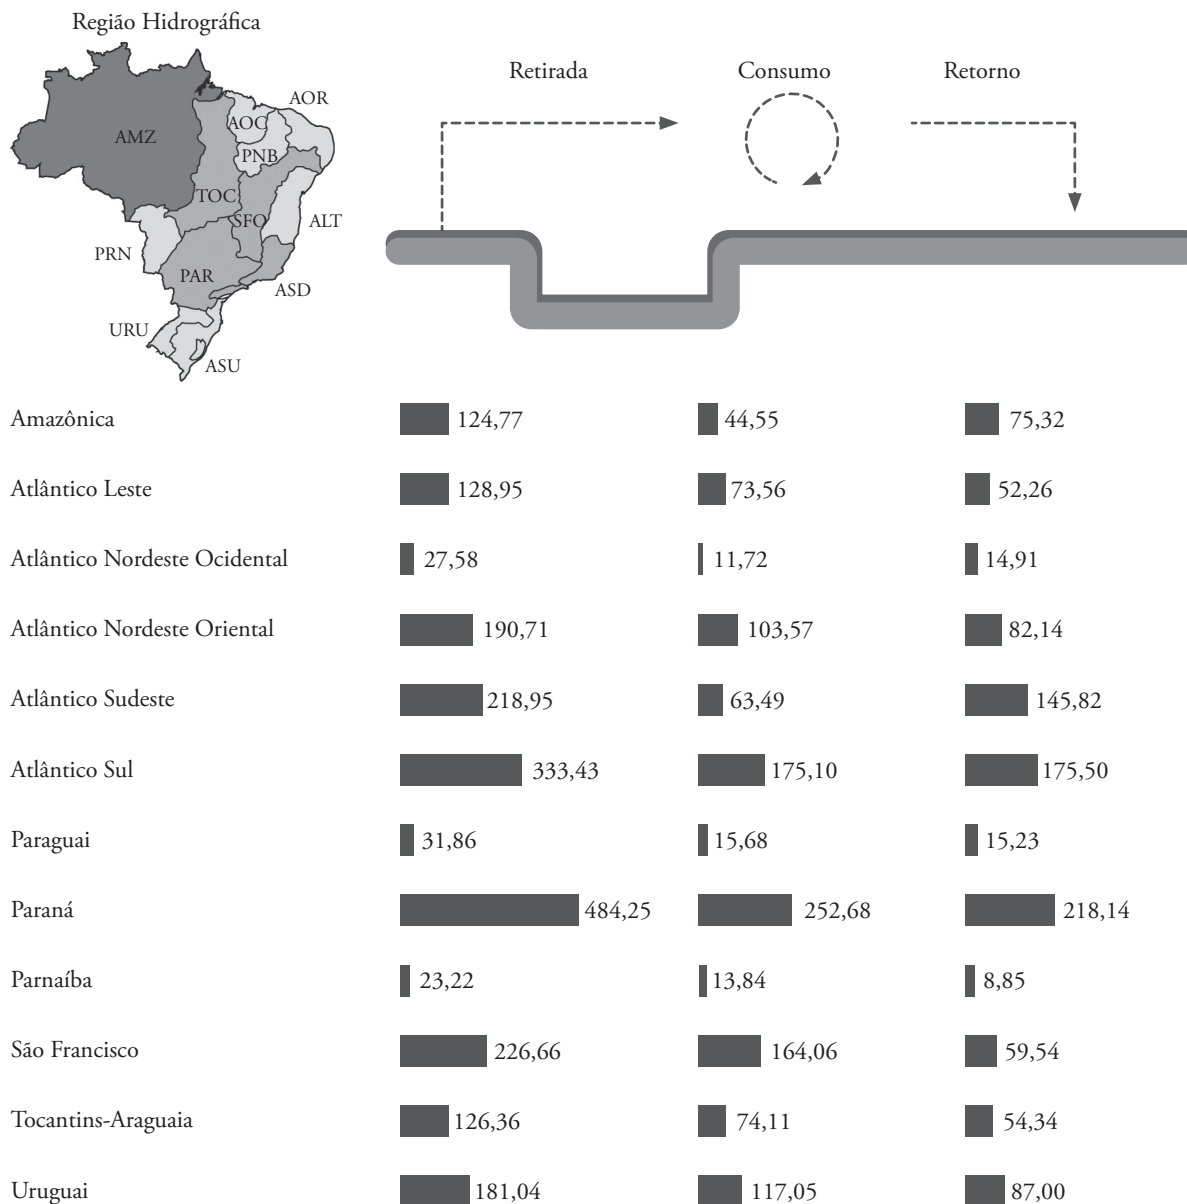 Região Hidrográfica
Retirada Consumo Retorno
AOR
AOC
AMZ
PNB
TOC
SFO
ALT
PRN
PAR
ASD
URU
ASU
Amazônica 124,77 44,55 75,32
Atlântico Leste 128,95 73,56 52,26
Atlântico Nordeste Ocidental 27,58 11,72 14,91
Atlântico Nordeste Oriental 190,71 103,57 82,14
Atlântico Sudeste 218,95 63,49 145,82
Atlântico Sul 333,43 175,10 175,50
Paraguai 31,86 15,68 15,23
Paraná 484,25 252,68 218,14
Parnaíba 23,22 13,84 8,85
São Francisco 226,66 164,06 59,54
Tocantins-Araguaia 126,36 74,11 54,34
Uruguai 181,04 117,05 87,00